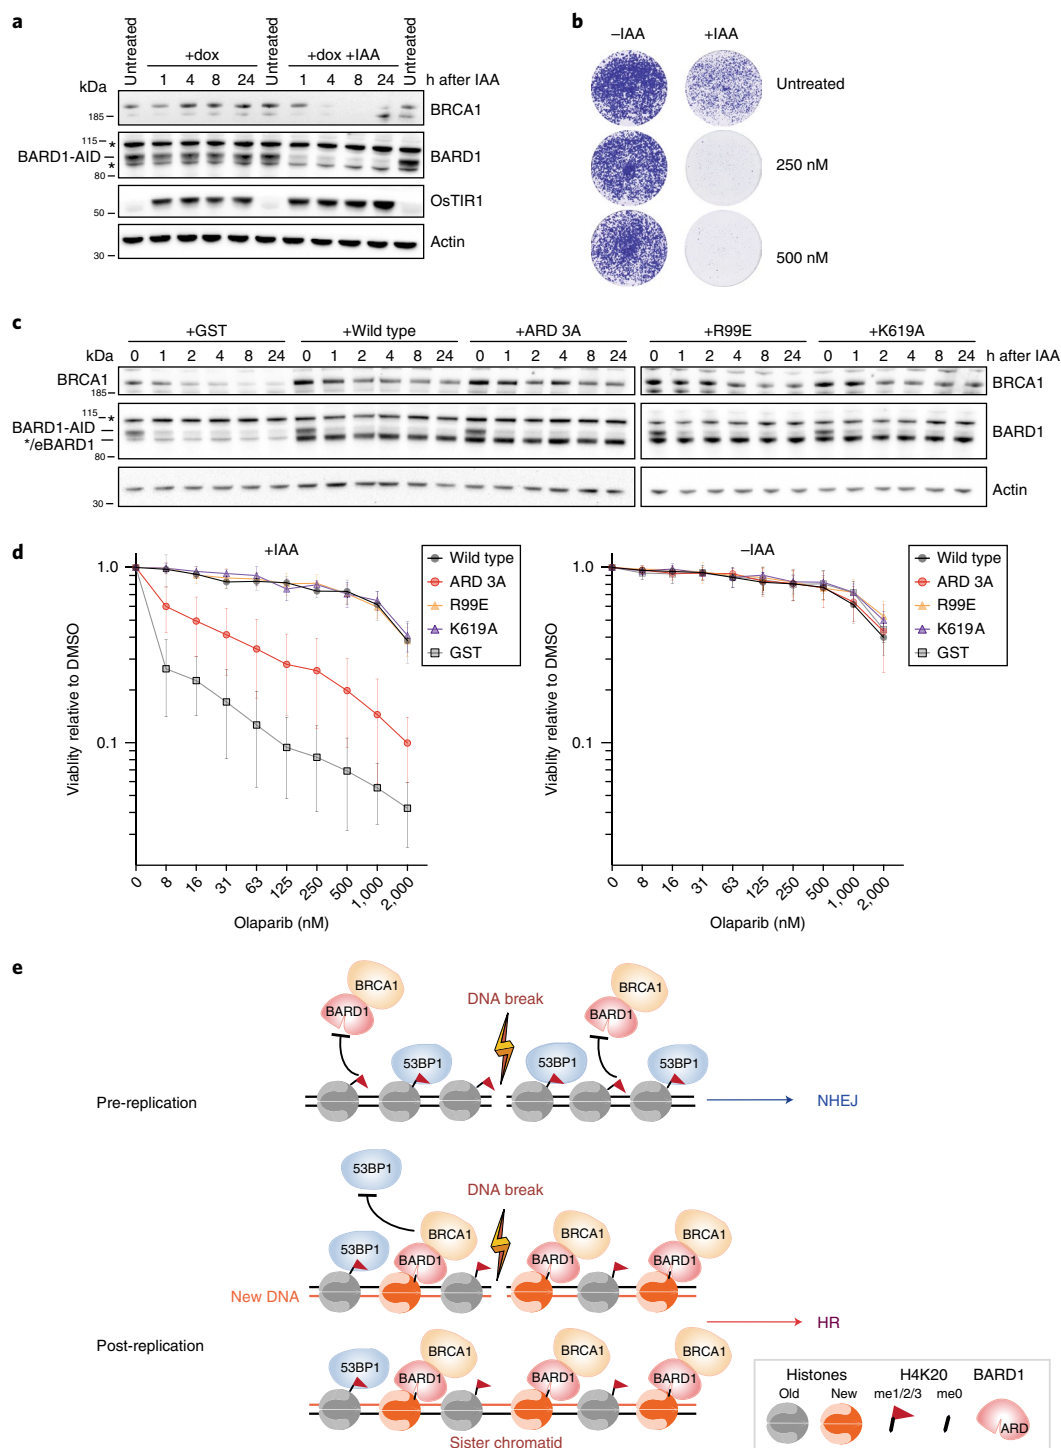 a
Untreated
+dox
Untreated
+dox +IAA
Untreated
kDa
1 4 8 24 1 4 8 24 h after IAA
185
BRCA1
115
*
BARD1-AID
*
BARD1
80
OsTIR1
50
Actin
30
b
–IAA +IAA
Untreated
250 nM
500 nM
c
+GST +Wild type +ARD 3A +R99E +K619A
kDa 0 1 2 4 8 24 0 1 2 4 8 24 0 1 2 4 8 24 0 1 2 4 8 24 0 1 2 4 8 24 h after IAA
BRCA1 BRCA1
185
115
*
BARD1-AID
*/eBARD1
BARD1
80
Actin
30
d
+IAA
Wild type
ARD 3A
R99E
K619A
GST
1.0
0.1
Viablity relative to DMSO
0 8 16 31 63 125 250 500 1,000 2,000
Olaparib (nM)
–IAA
Wild type
ARD 3A
R99E
K619A
GST
1.0
0.1
Viablity relative to DMSO
0 8 16 31 63 125 250 500 1,000 2,000
Olaparib (nM)
e
BRCA1 BRCA1
BARD1 DNA break BARD1
53BP1 53BP1 53BP1
Pre-replication NHEJ
53BP1
DNA break
BRCA1 BRCA1 BRCA1
53BP1 BARD1 BARD1 BARD1
New DNA
HR
Post-replication
BRCA1 BRCA1 BRCA1
53BP1 BARD1 BARD1 BARD1
Sister chromatid
Histones H4K20 BARD1
Old New me1/2/3 me0
ARD